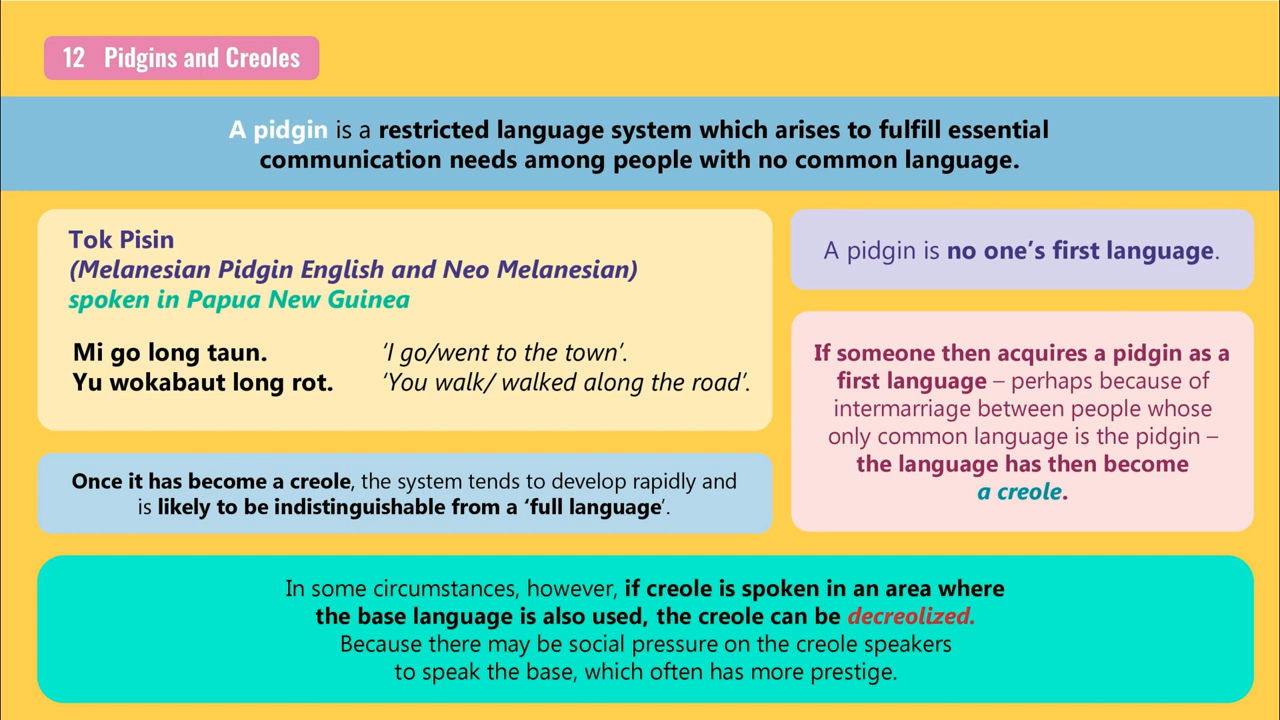 12 Pidgins and Creoles
A pidgin is a restricted language system which arises to fulfill essential
communication needs among people with no common language.
Tok Pisin
(Melanesian Pidgin English and Neo Melanesian)
spoken in Papua New Guinea
Mi go long taun. ‘I go/went to the town’.
Yu wokabaut long rot. ‘You walk/ walked along the road’.
A pidgin is no one’s first language.
If someone then acquires a pidgin as a
first language – perhaps because of
intermarriage between people whose
only common language is the pidgin –
the language has then become
a creole.
Once it has become a creole, the system tends to develop rapidly and
is likely to be indistinguishable from a ‘full language’.
In some circumstances, however, if creole is spoken in an area where
the base language is also used, the creole can be decreolized.
Because there may be social pressure on the creole speakers
to speak the base, which often has more prestige.